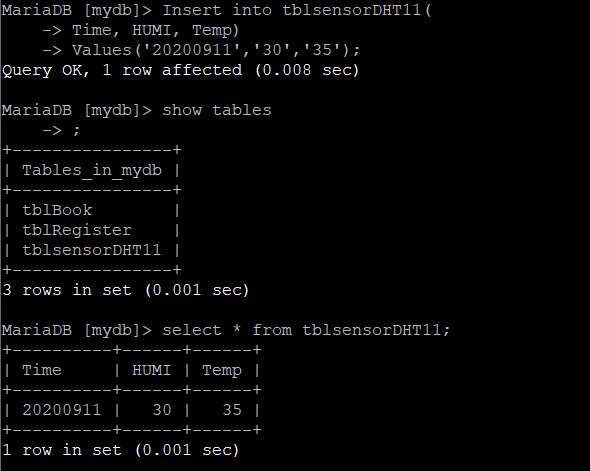 MariaDB [mydb]> Insert into tblsensorDHT11(
    -> Time, HUMI, Temp)
    -> Values('20200911','30','35');
Query OK, 1 row affected (0.008 sec)

MariaDB [mydb]> show tables
    -> ;
+----------------+
| Tables_in_mydb |
+----------------+
| tblBook        |
| tblRegister    |
| tblsensorDHT11 |
+----------------+
3 rows in set (0.001 sec)

MariaDB [mydb]> select * from tblsensorDHT11;
+----------+------+------+
| Time     | HUMI | Temp |
+----------+------+------+
| 20200911 |   30 |   35 |
+----------+------+------+
1 row in set (0.001 sec)